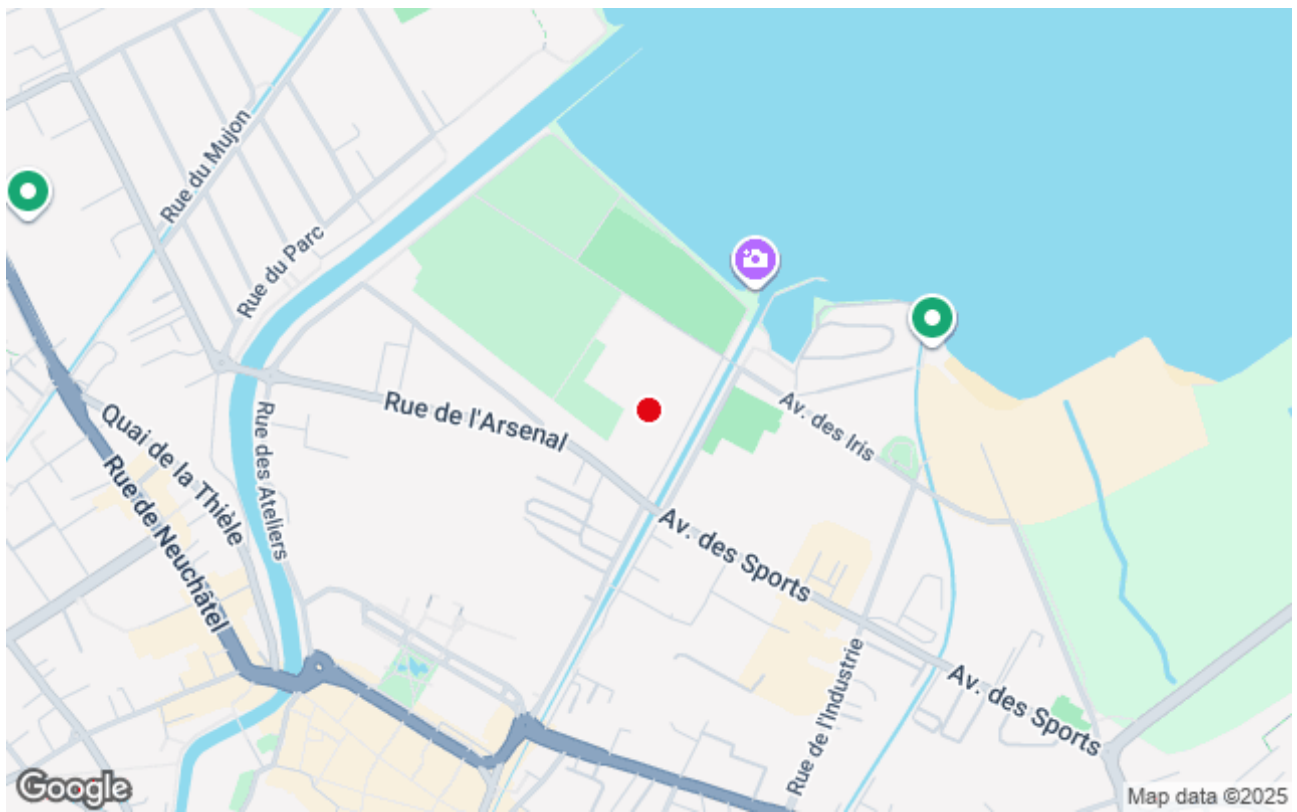 Rue du Mujon
Rue du Parc
Rue de l'Arsenal
Av. des Iris
Quai de la Thièle
Rue des Ateliers
Rue de Neuchâtel
Av. des Sports
Rue de l'Industrie
Av. des Sports
Google
Map data ©2025